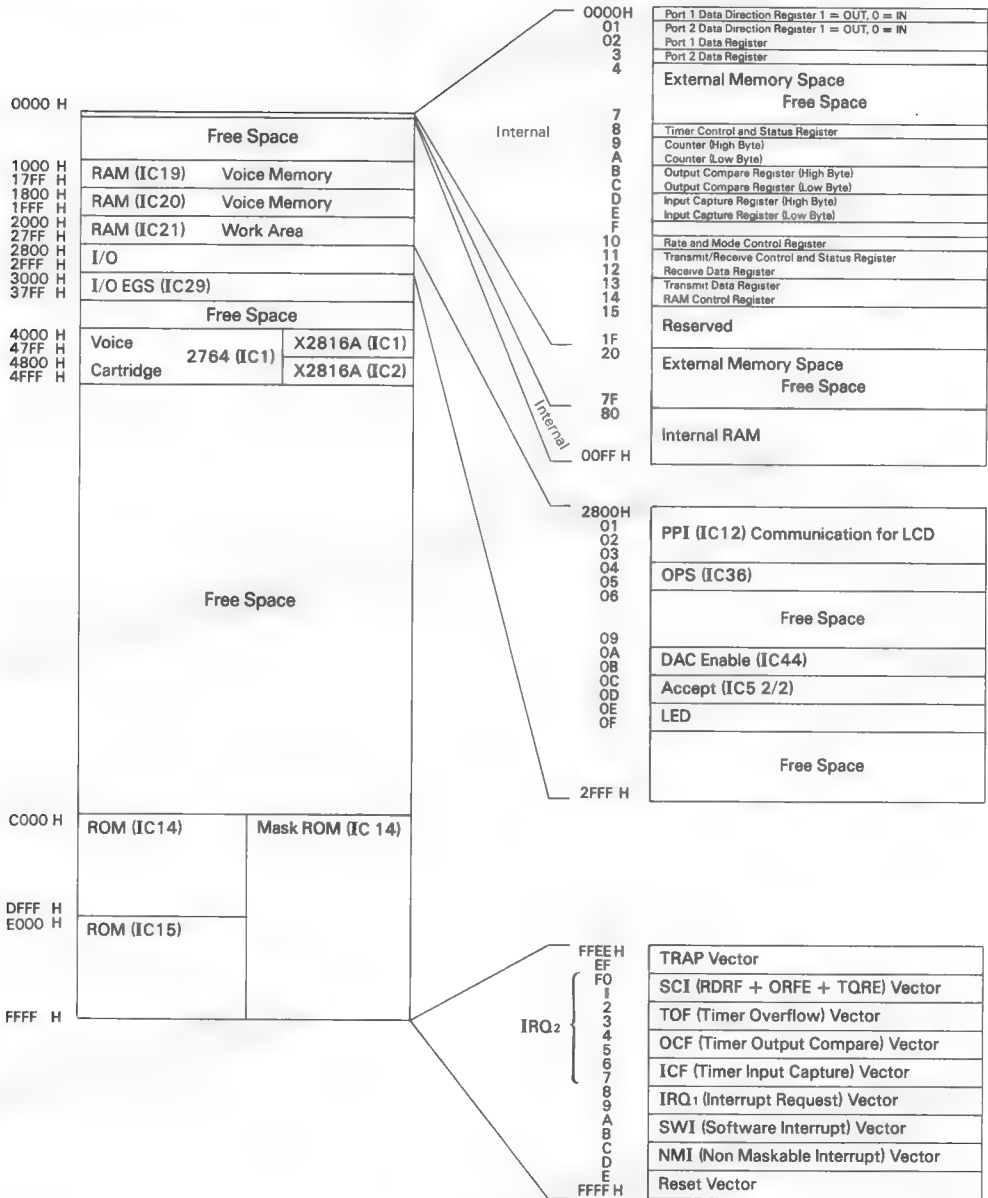 0000 H
Free Space
1000 H
17FF H
RAM (IC19) Voice Memory
1800 H
1FFF H
RAM (IC20) Voice Memory
2000 H
27FF H
RAM (IC21) Work Area
2800 H
2FFF H
I/O
3000 H
37FF H
I/O EGS (IC29)
Free Space
4000 H
47FF H
4800 H
4FFF H
Voice
Cartridge
2764 (IC1)
X2816A (IC1)
X2816A (IC2)
Free Space
C000 H
ROM (IC14)
Mask ROM (IC 14)
DFFF H
E000 H
ROM (IC15)
FFFF H
Internal
Internal
0000H
01
02
3
4
7
8
9
A
B
C
D
E
F
10
11
12
13
14
15
1F
20
7F
80
00FF H
Port 1 Data Direction Register 1 = OUT, 0 = IN
Port 2 Data Direction Register 1 = OUT, 0 = IN
Port 1 Data Register
Port 2 Data Register
External Memory Space
Free Space
Timer Control and Status Register
Counter (High Byte)
Counter (Low Byte)
Output Compare Register (High Byte)
Output Compare Register (Low Byte)
Input Capture Register (High Byte)
Input Capture Register (Low Byte)
Rate and Mode Control Register
Transmit/Receive Control and Status Register
Receive Data Register
Transmit Data Register
RAM Control Register
Reserved
External Memory Space
Free Space
Internal RAM
2800H
01
02
03
04
05
06
09
0A
0B
0C
0D
0E
0F
2FFF H
PPI (IC12) Communication for LCD
OPS (IC36)
Free Space
DAC Enable (IC44)
Accept (IC5 2/2)
LED
Free Space
IRQ2
FFEE H
EF
F0
1
2
3
4
5
6
7
8
9
A
B
C
D
E
FFFF H
TRAP Vector
SCI (RDRF + ORFE + TQRE) Vector
TOF (Timer Overflow) Vector
OCF (Timer Output Compare) Vector
ICF (Timer Input Capture) Vector
IRQ1 (Interrupt Request) Vector
SWI (Software Interrupt) Vector
NMI (Non Maskable Interrupt) Vector
Reset Vector